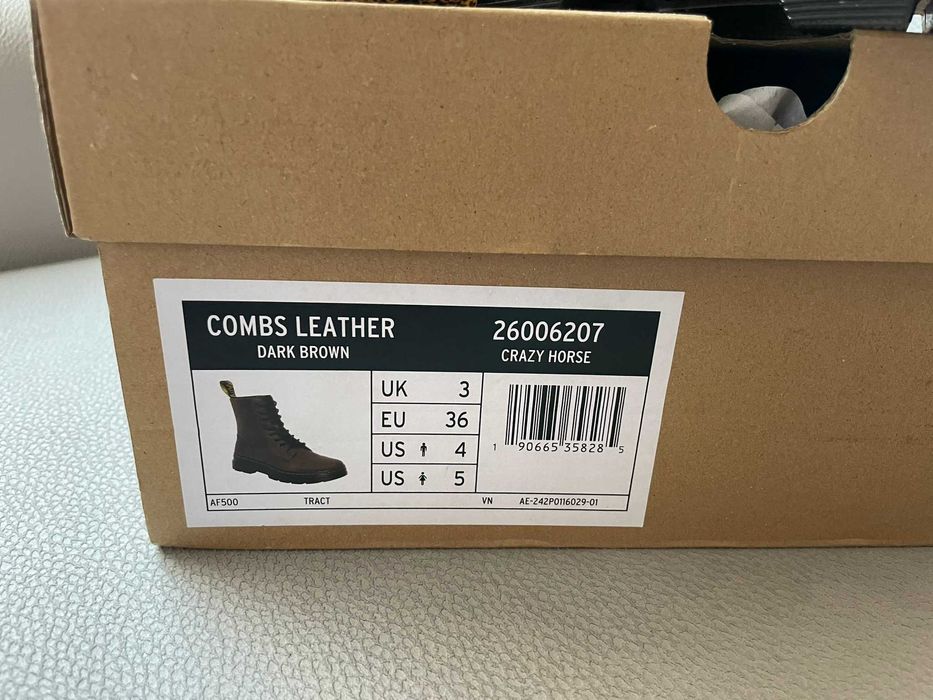 COMBS LEATHER
DARK BROWN
26006207
CRAZY HORSE
UK 3
EU 36
US 4
US 5
1 90665 35828 5
AF500 TRACT VN AE-242P0116029-01